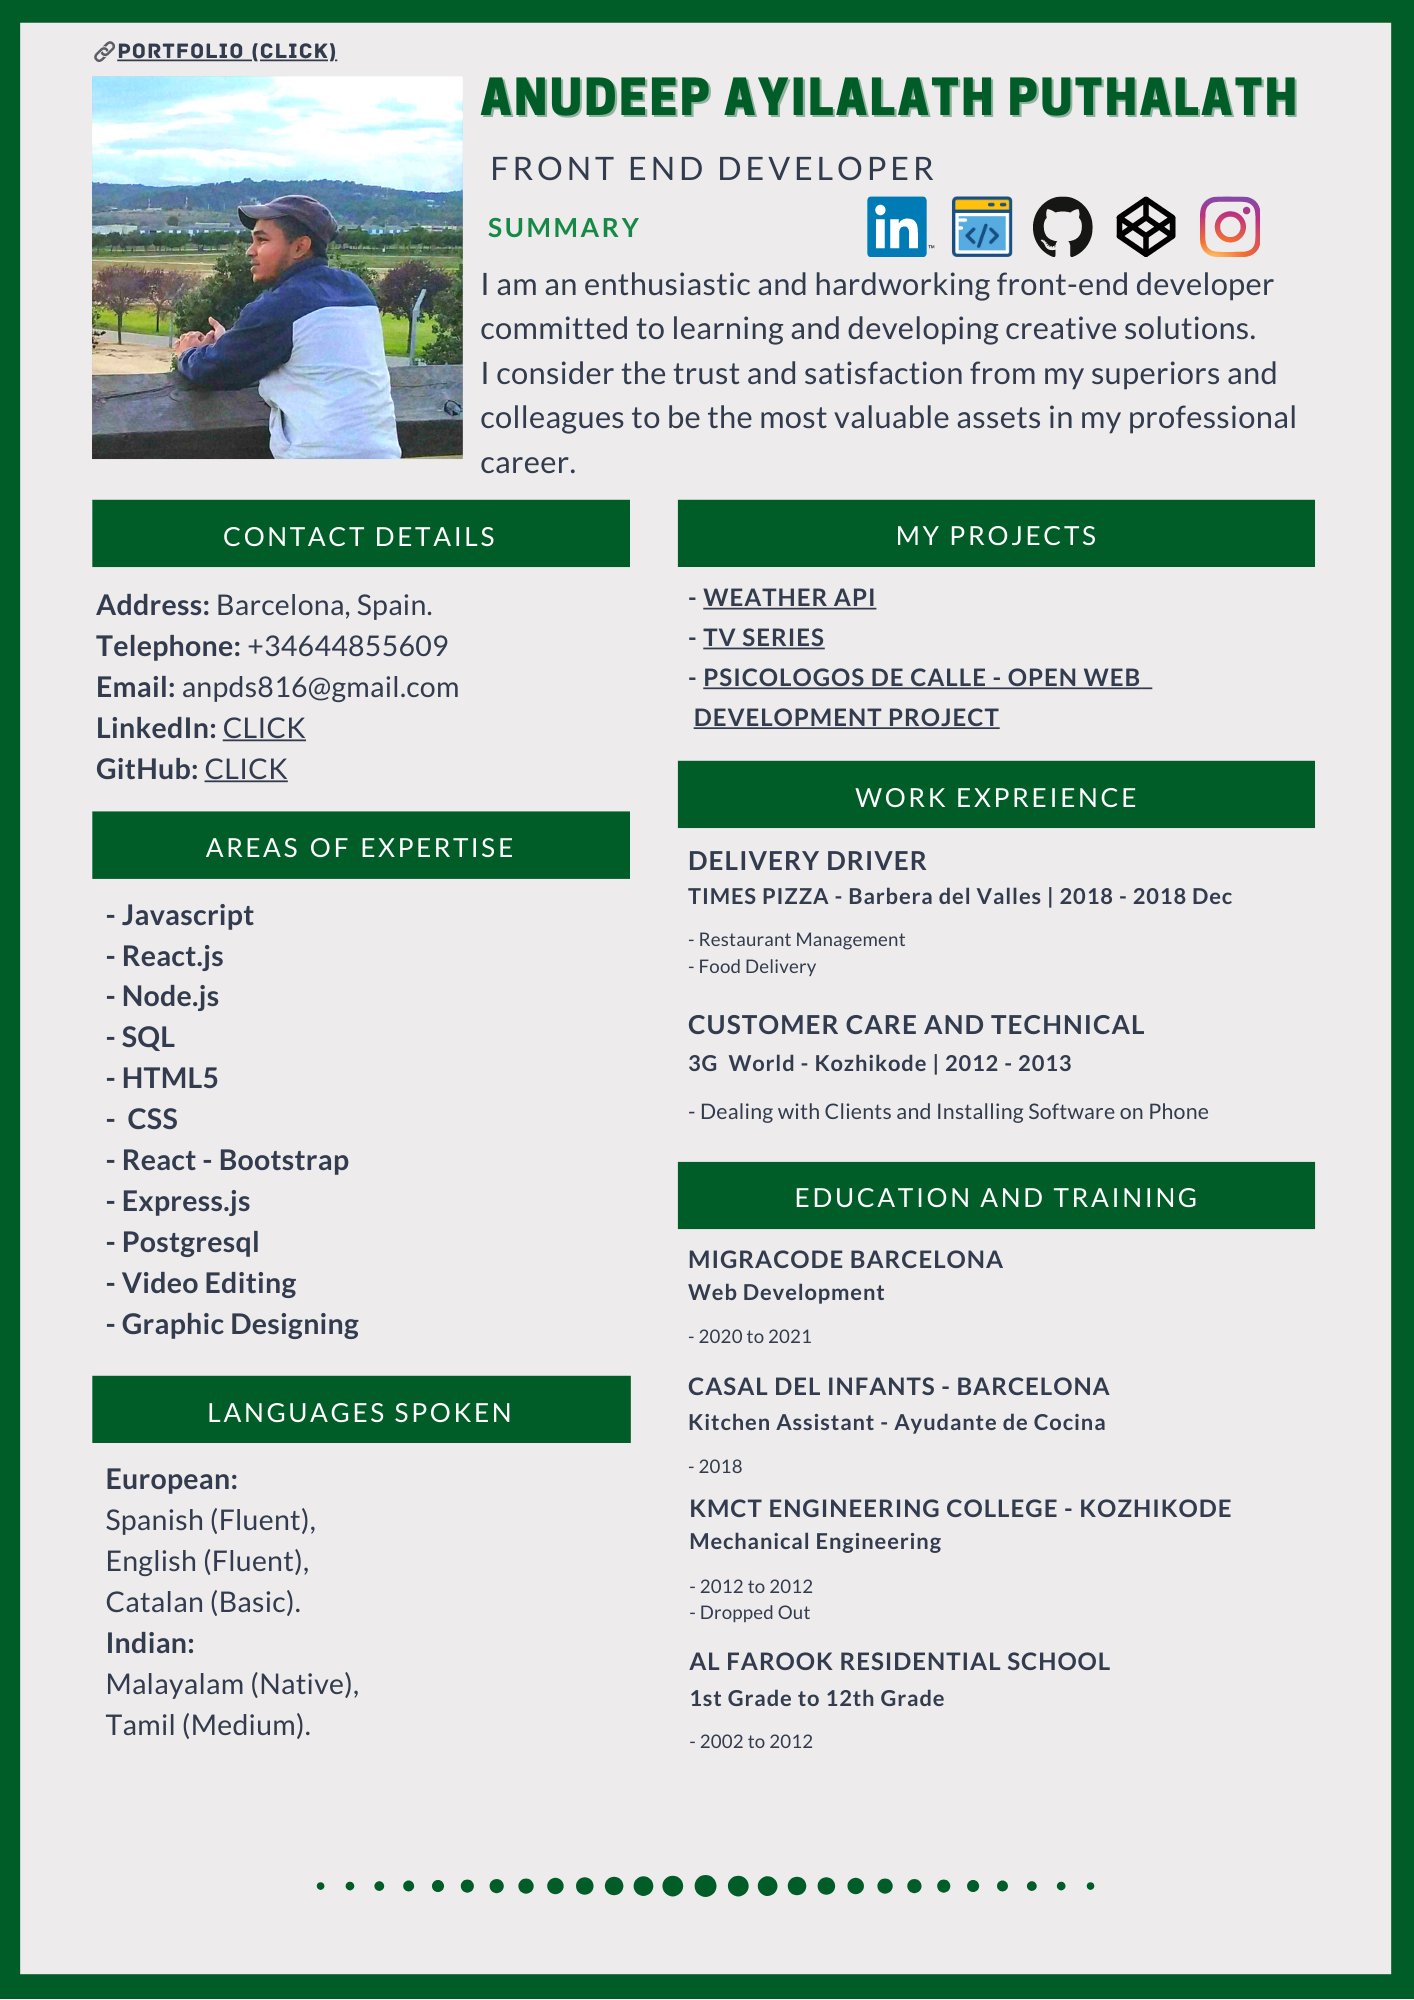 PORTFOLIO (CLICK)
ANUDEEP AYILALATH PUTHALATH
FRONT END DEVELOPER
SUMMARY
in
TM
</>
I am an enthusiastic and hardworking front-end developer
committed to learning and developing creative solutions.
I consider the trust and satisfaction from my superiors and
colleagues to be the most valuable assets in my professional
career.
CONTACT DETAILS
Address: Barcelona, Spain.
Telephone: +34644855609
Email: anpds816@gmail.com
LinkedIn: CLICK
GitHub: CLICK
AREAS OF EXPERTISE
- Javascript
- React.js
- Node.js
- SQL
- HTML5
- CSS
- React - Bootstrap
- Express.js
- Postgresql
- Video Editing
- Graphic Designing
LANGUAGES SPOKEN
European:
Spanish (Fluent),
English (Fluent),
Catalan (Basic).
Indian:
Malayalam (Native),
Tamil (Medium).
MY PROJECTS
- WEATHER API
- TV SERIES
- PSICOLOGOS DE CALLE - OPEN WEB
DEVELOPMENT PROJECT
WORK EXPREIENCE
DELIVERY DRIVER
TIMES PIZZA - Barbera del Valles | 2018 - 2018 Dec
- Restaurant Management
- Food Delivery
CUSTOMER CARE AND TECHNICAL
3G World - Kozhikode | 2012 - 2013
- Dealing with Clients and Installing Software on Phone
EDUCATION AND TRAINING
MIGRACODE BARCELONA
Web Development
- 2020 to 2021
CASAL DEL INFANTS - BARCELONA
Kitchen Assistant - Ayudante de Cocina
- 2018
KMCT ENGINEERING COLLEGE - KOZHIKODE
Mechanical Engineering
- 2012 to 2012
- Dropped Out
AL FAROOK RESIDENTIAL SCHOOL
1st Grade to 12th Grade
- 2002 to 2012